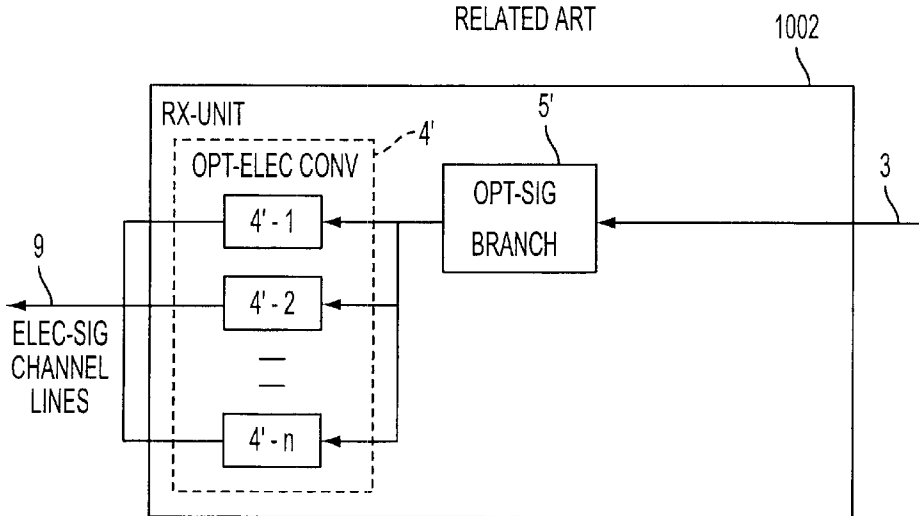 RELATED ART
1002
RX-UNIT
4'
5'
OPT-ELEC CONV
OPT-SIG
BRANCH
3
4'-1
9
4'-2
ELEC-SIG
CHANNEL
LINES
4'-n